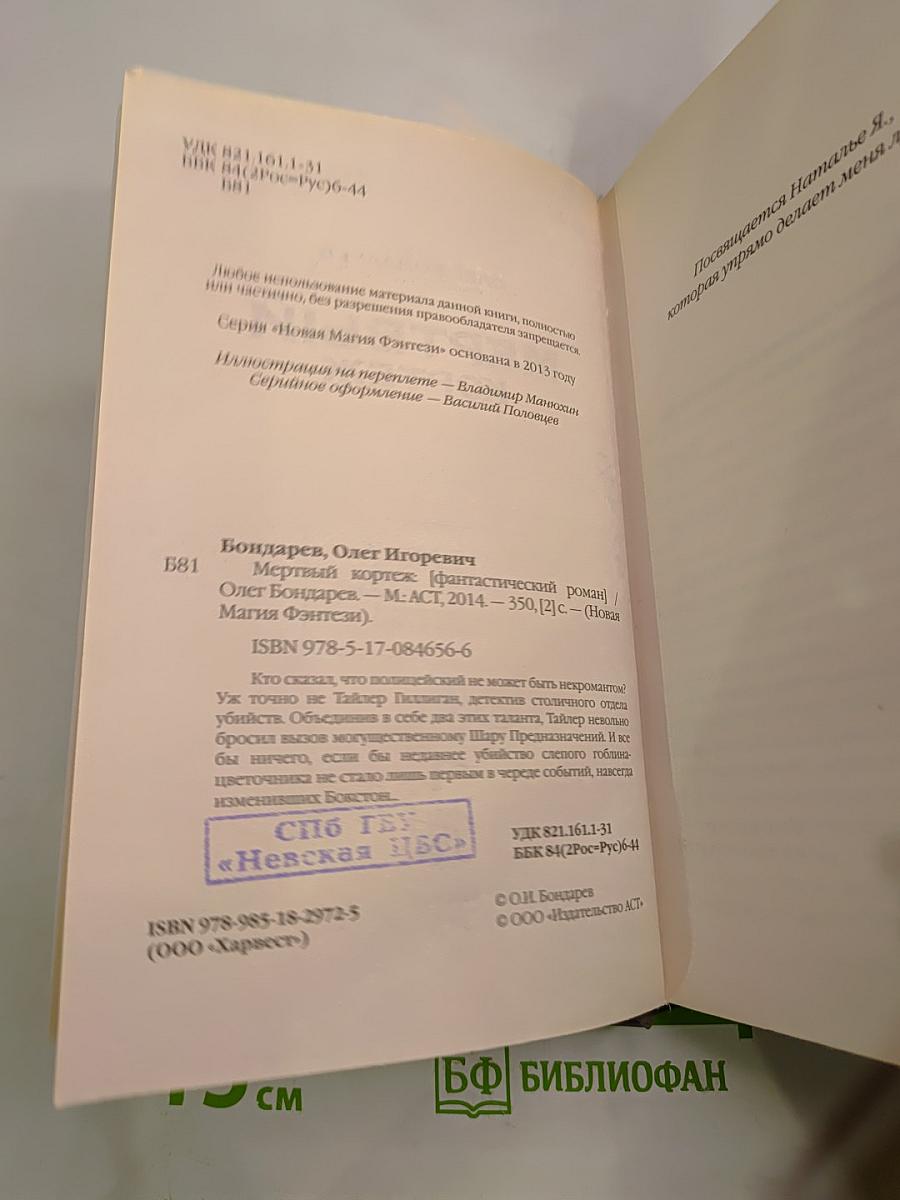 УДК 821.161.1-31
ББК 84(2Рос=Рус)6-44
Б81
Любое использование материала данной книги, полностью
или частично, без разрешения правообладателя запрещается.
Серия «Новая Магия Фэнтези» основана в 2013 году
Иллюстрация на переплете — Владимир Манюхин
Серийное оформление — Василий Половцев
Бондарев, Олег Игоревич
Б81 Мертвый кортеж: [фантастический роман] /
Олег Бондарев. — М.: АСТ, 2014. — 350, [2] с. — (Новая
Магия Фэнтези).
ISBN 978-5-17-084656-6
Кто сказал, что полицейский не может быть некромантом?
Уж точно не Тайлер Гиллиган, детектив столичного отдела
убийств. Объединив в себе два этих таланта, Тайлер невольно
бросил вызов могущественному Шару Предназначений. И все
бы ничего, если бы недавнее убийство слепого гоблина-
цветочника не стало лишь первым в череде событий, навсегда
изменивших Бокстон...
УДК 821.161.1-31
ББК 84(2Рос=Рус)6-44
СПб ГБУ
«Невская ЦБС»
ISBN 978-985-18-2972-5
(ООО «Харвест»)
© О.И. Бондарев
© ООО «Издательство АСТ»
Посвящается Наталье Я.,
которая упрямо делает меня
см
БФ БИБЛИОФАН